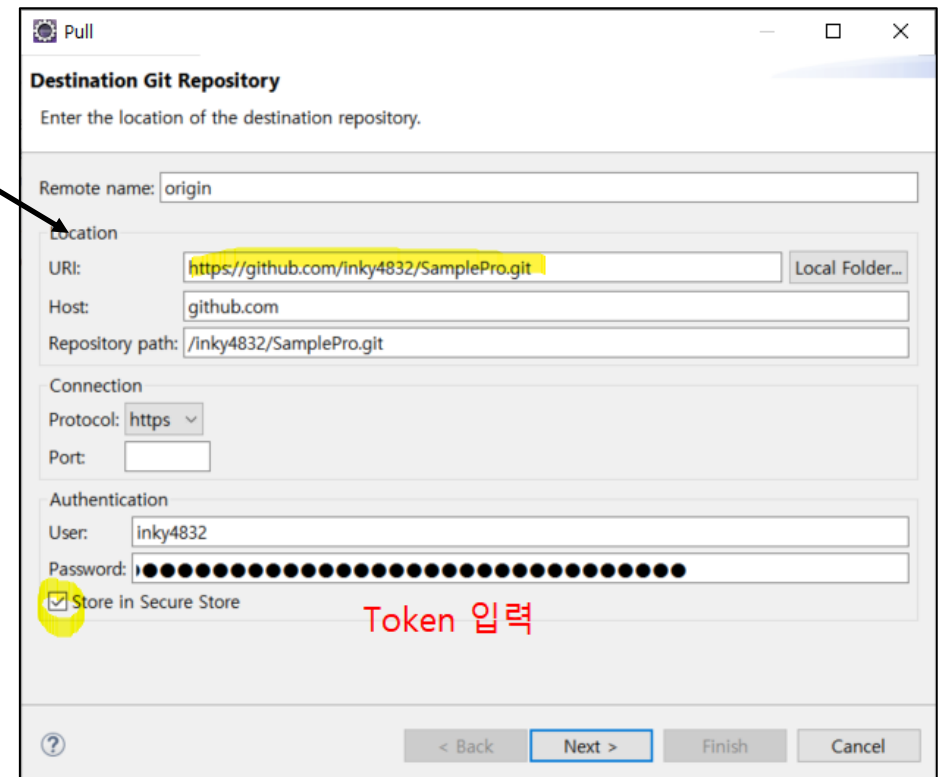 Pull
Destination Git Repository
Enter the location of the destination repository.
Remote name: origin
Location
URI: https://github.com/inky4832/SamplePro.git Local Folder...
Host: github.com
Repository path: /inky4832/SamplePro.git
Connection
Protocol: https
Port:
Authentication
User: inky4832
Password: ●●●●●●●●●●●●●●●●●●●●●●●●●●●●●●●●
Store in Secure Store
Token 입력
< Back Next > Finish Cancel